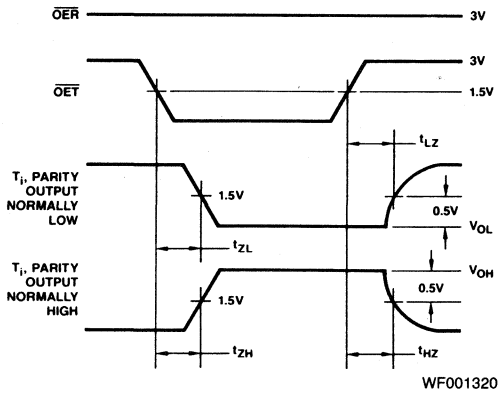 OER 3V
3V
OET 1.5V
tLZ
Ti, PARITY
OUTPUT
NORMALLY
LOW
1.5V
0.5V
VOL
tZL
Ti, PARITY
OUTPUT
NORMALLY
HIGH
VOH
1.5V
0.5V
tZH
tHZ
WF001320